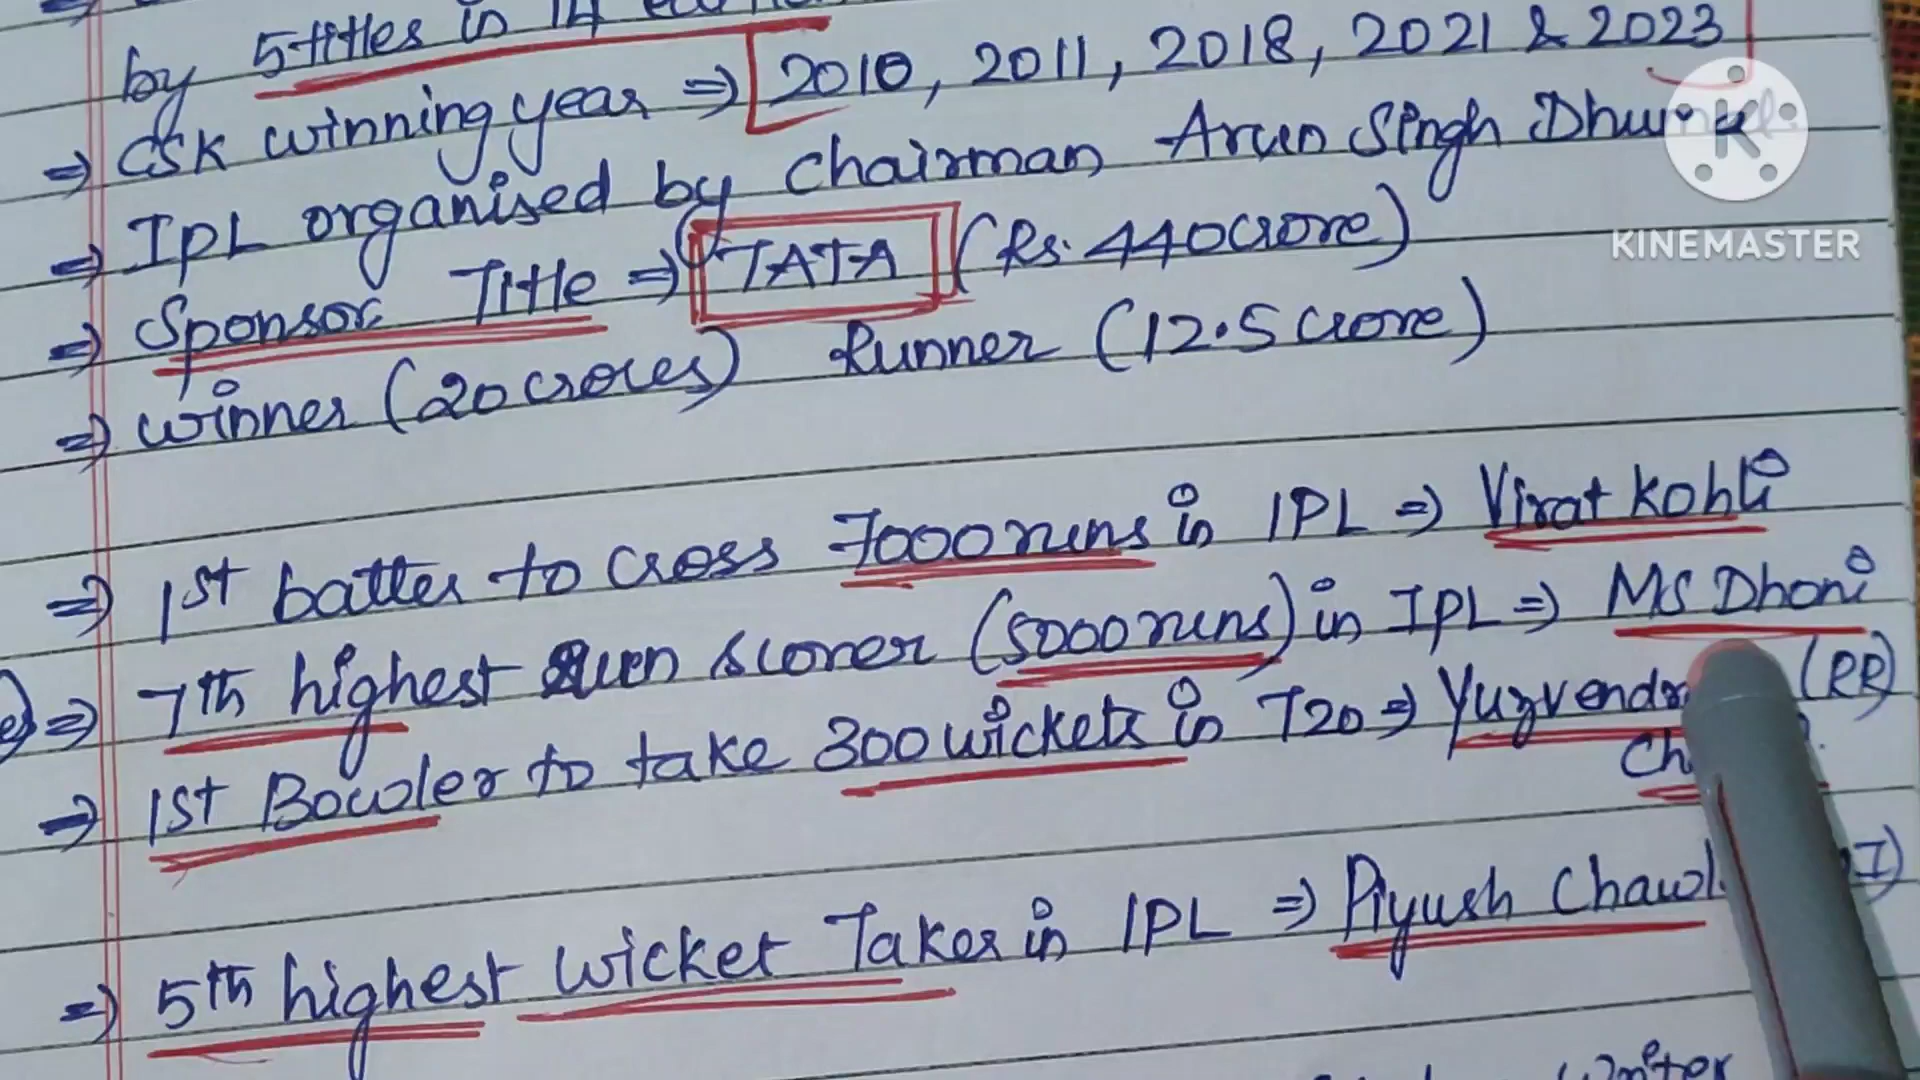 by 5 titles in 14
⇒ CSK winning year ⇒ 2010, 2011, 2018, 2021 & 2023
⇒ IPL organised by chairman Arun Singh
⇒ Sponsor Title ⇒ TATA (Rs. 440 crore)
⇒ winner (20 crores) Runner (12.5 crore)
⇒ 1st batter to cross 7000 runs in IPL ⇒ Virat Kohli
⇒ 7th highest run scorer (5000 runs) in IPL ⇒ MS Dhoni
⇒ 1st Bowler to take 300 wickets in T20 ⇒ (RR)
⇒ 5th highest wicket Taker in IPL ⇒ Piyush
K
KINEMASTER